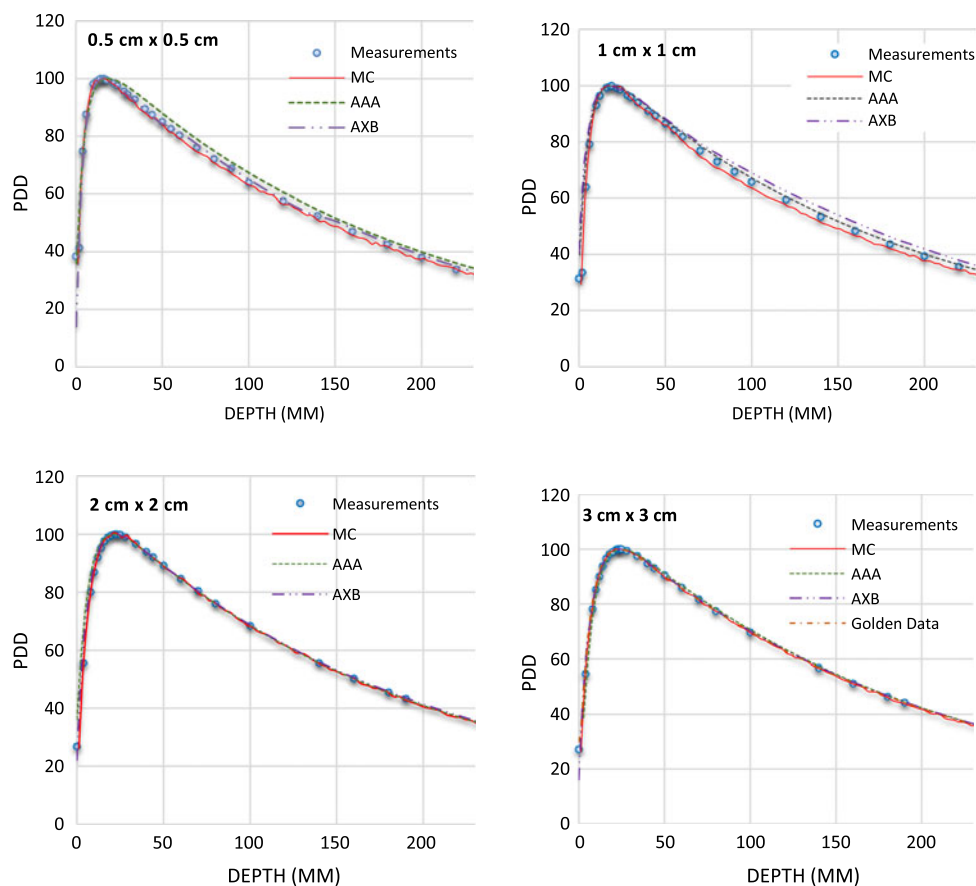 0.5 cm x 0.5 cm
Measurements
MC
AAA
AXB
PDD
120
100
80
60
40
20
0
0 50 100 150 200
DEPTH (MM)
1 cm x 1 cm
Measurements
MC
AAA
AXB
PDD
120
100
80
60
40
20
0
0 50 100 150 200
DEPTH (MM)
2 cm x 2 cm
Measurements
MC
AAA
AXB
PDD
120
100
80
60
40
20
0
0 50 100 150 200
DEPTH (MM)
3 cm x 3 cm
Measurements
MC
AAA
AXB
Golden Data
PDD
120
100
80
60
40
20
0
0 50 100 150 200
DEPTH (MM)